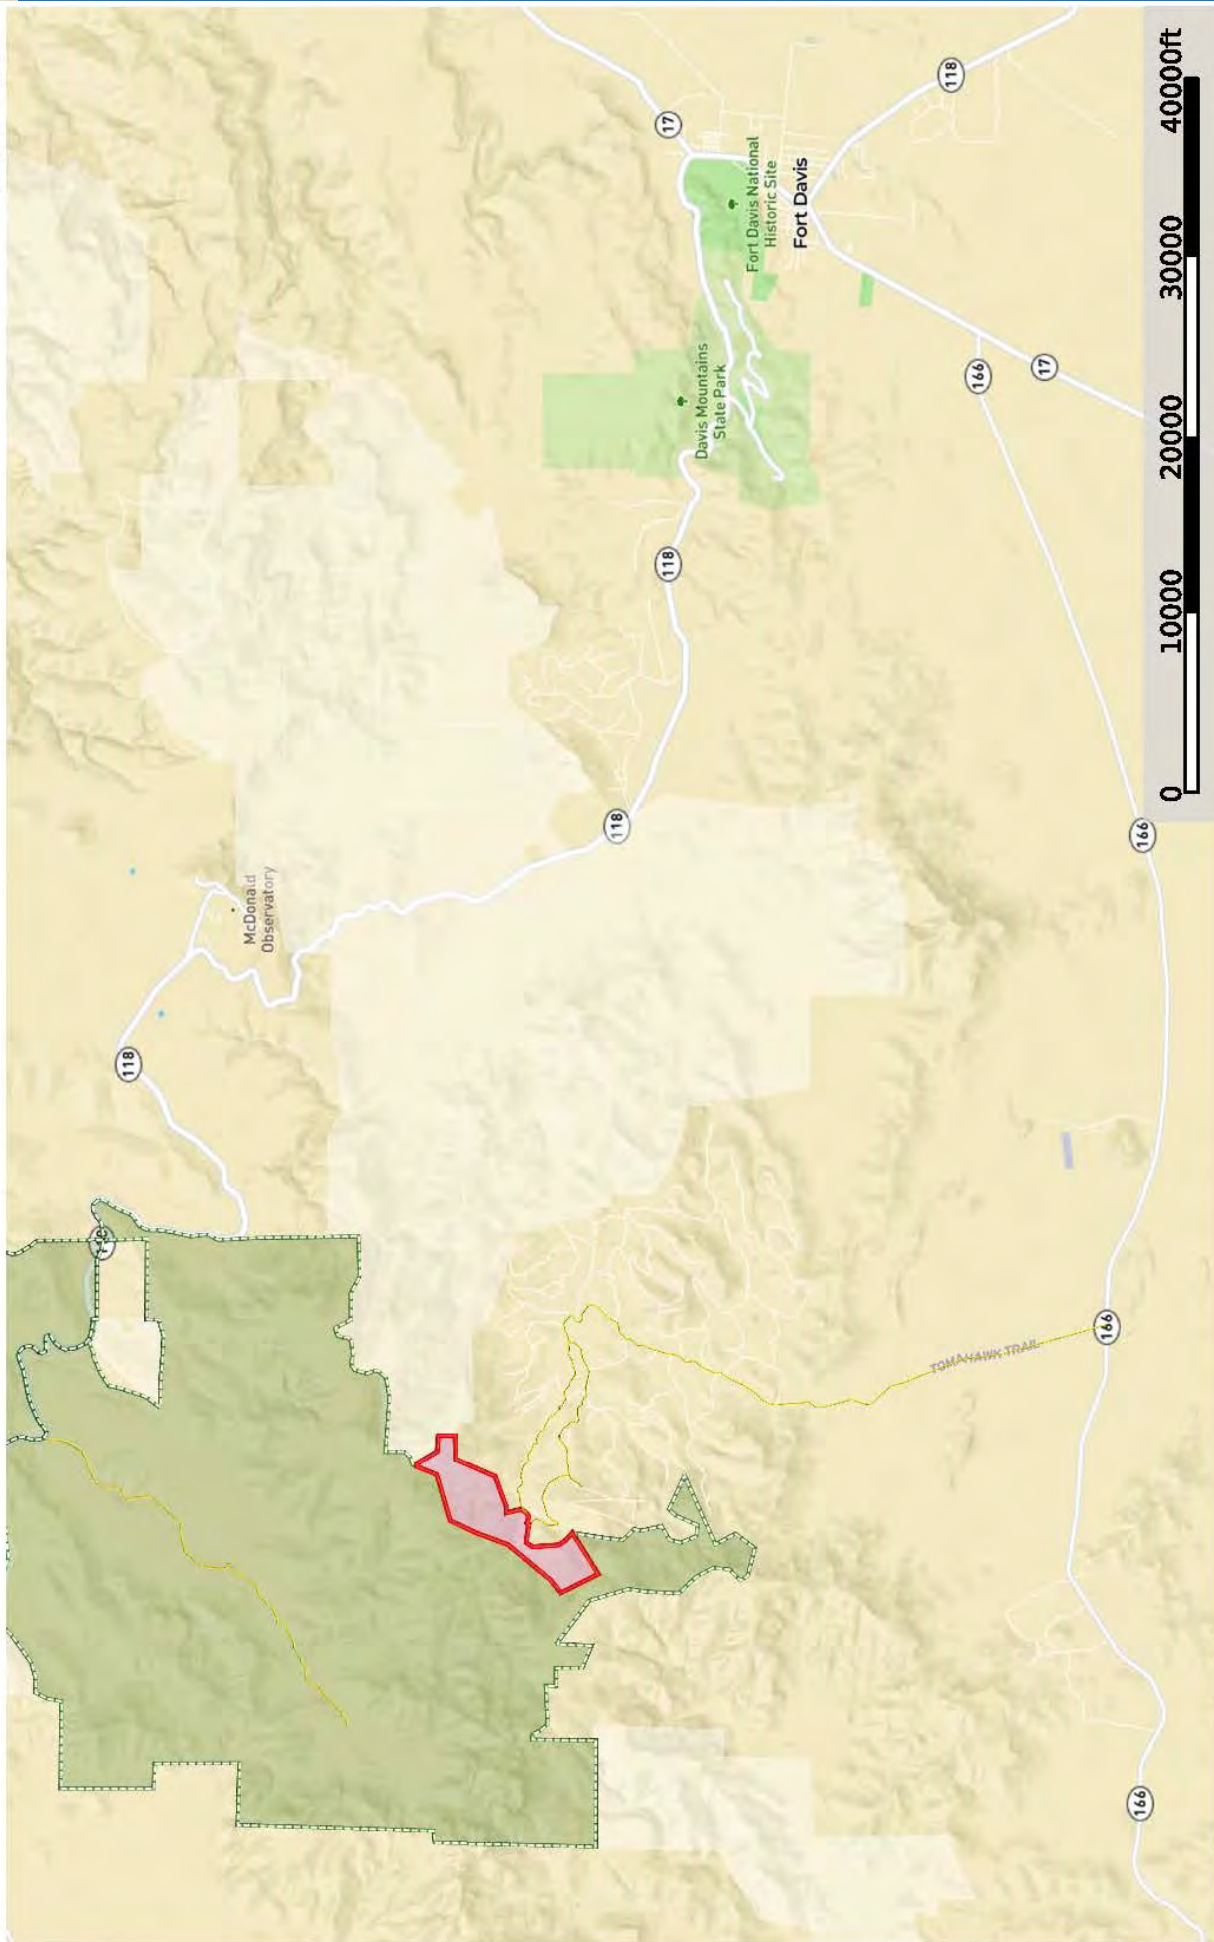 118
McDonald
Observatory
118
118
166
TOMAHAWK TRAIL
166
118
Davis Mountains
State Park
17
Fort Davis National
Historic Site
Fort Davis
118
166
17
166
0 10000 20000 30000 40000ft